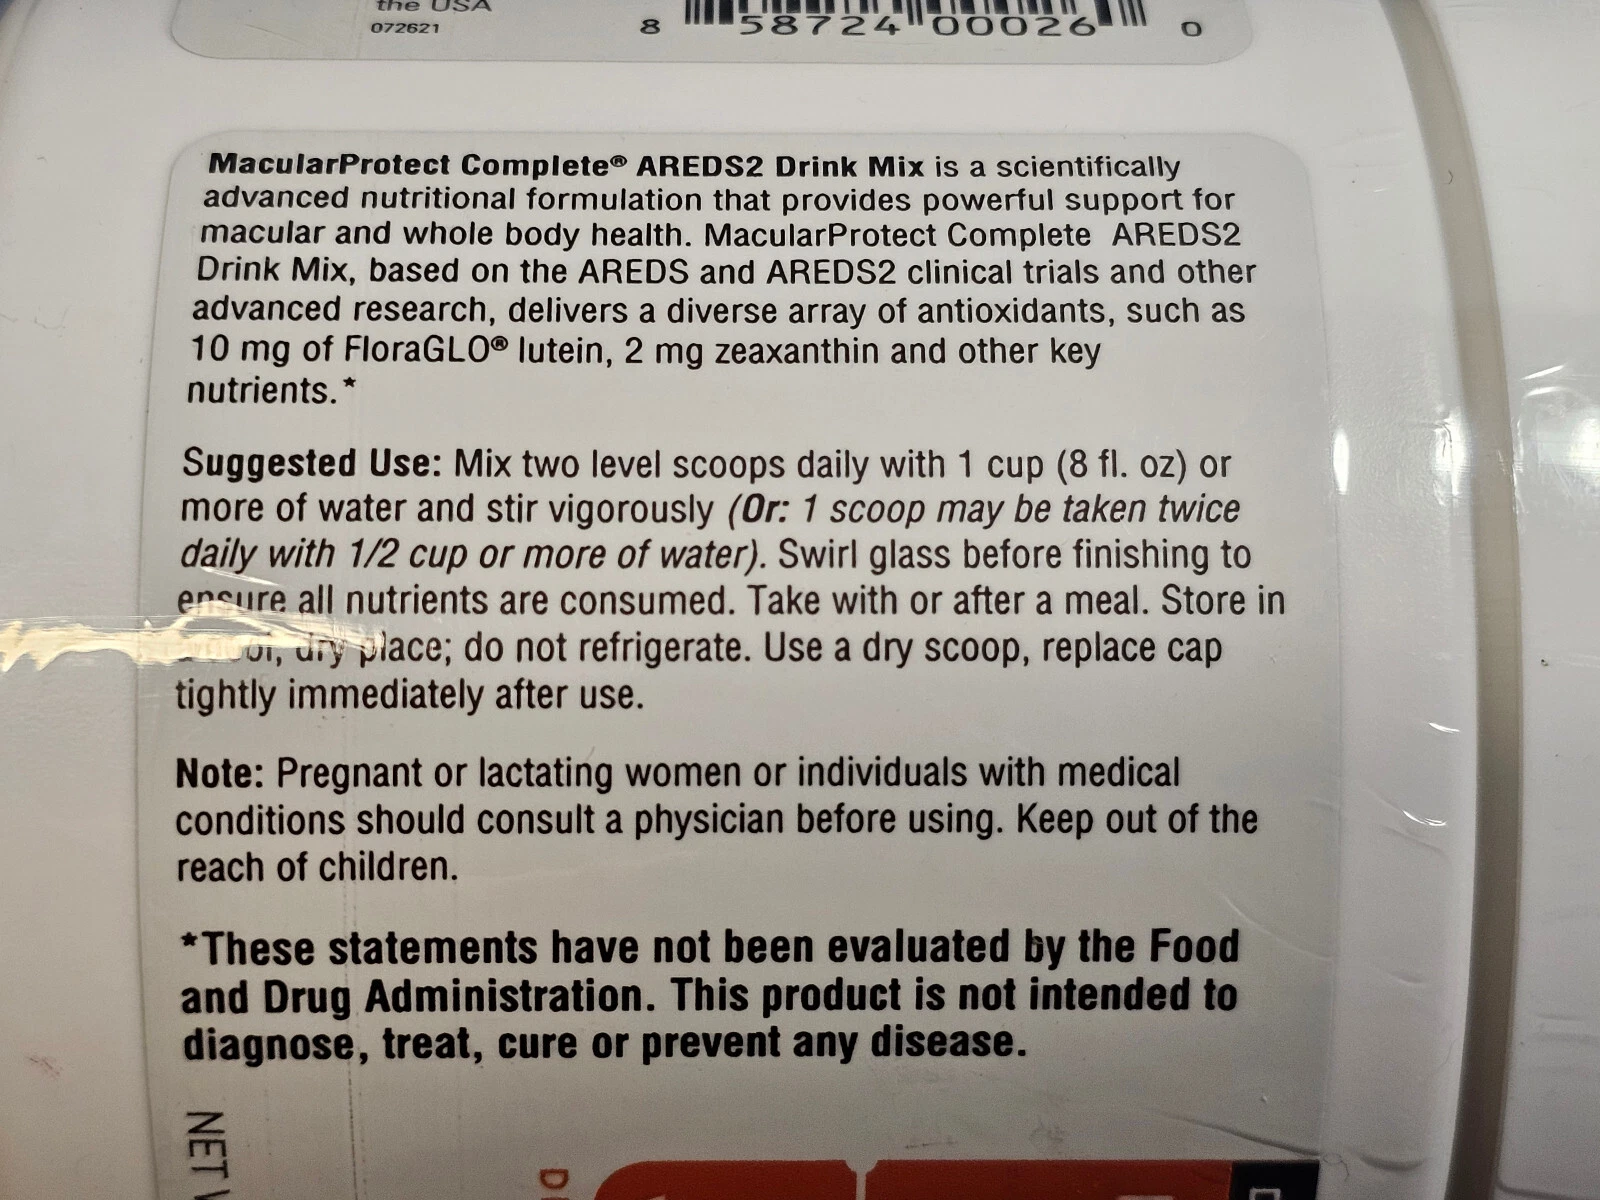 the USA
072621
8 58724 00026 0
MacularProtect Complete® AREDS2 Drink Mix is a scientifically
advanced nutritional formulation that provides powerful support for
macular and whole body health. MacularProtect Complete AREDS2
Drink Mix, based on the AREDS and AREDS2 clinical trials and other
advanced research, delivers a diverse array of antioxidants, such as
10 mg of FloraGLO® lutein, 2 mg zeaxanthin and other key
nutrients.*
Suggested Use: Mix two level scoops daily with 1 cup (8 fl. oz) or
more of water and stir vigorously (Or: 1 scoop may be taken twice
daily with 1/2 cup or more of water). Swirl glass before finishing to
ensure all nutrients are consumed. Take with or after a meal. Store in
dry place; do not refrigerate. Use a dry scoop, replace cap
tightly immediately after use.
Note: Pregnant or lactating women or individuals with medical
conditions should consult a physician before using. Keep out of the
reach of children.
*These statements have not been evaluated by the Food
and Drug Administration. This product is not intended to
diagnose, treat, cure or prevent any disease.
NET